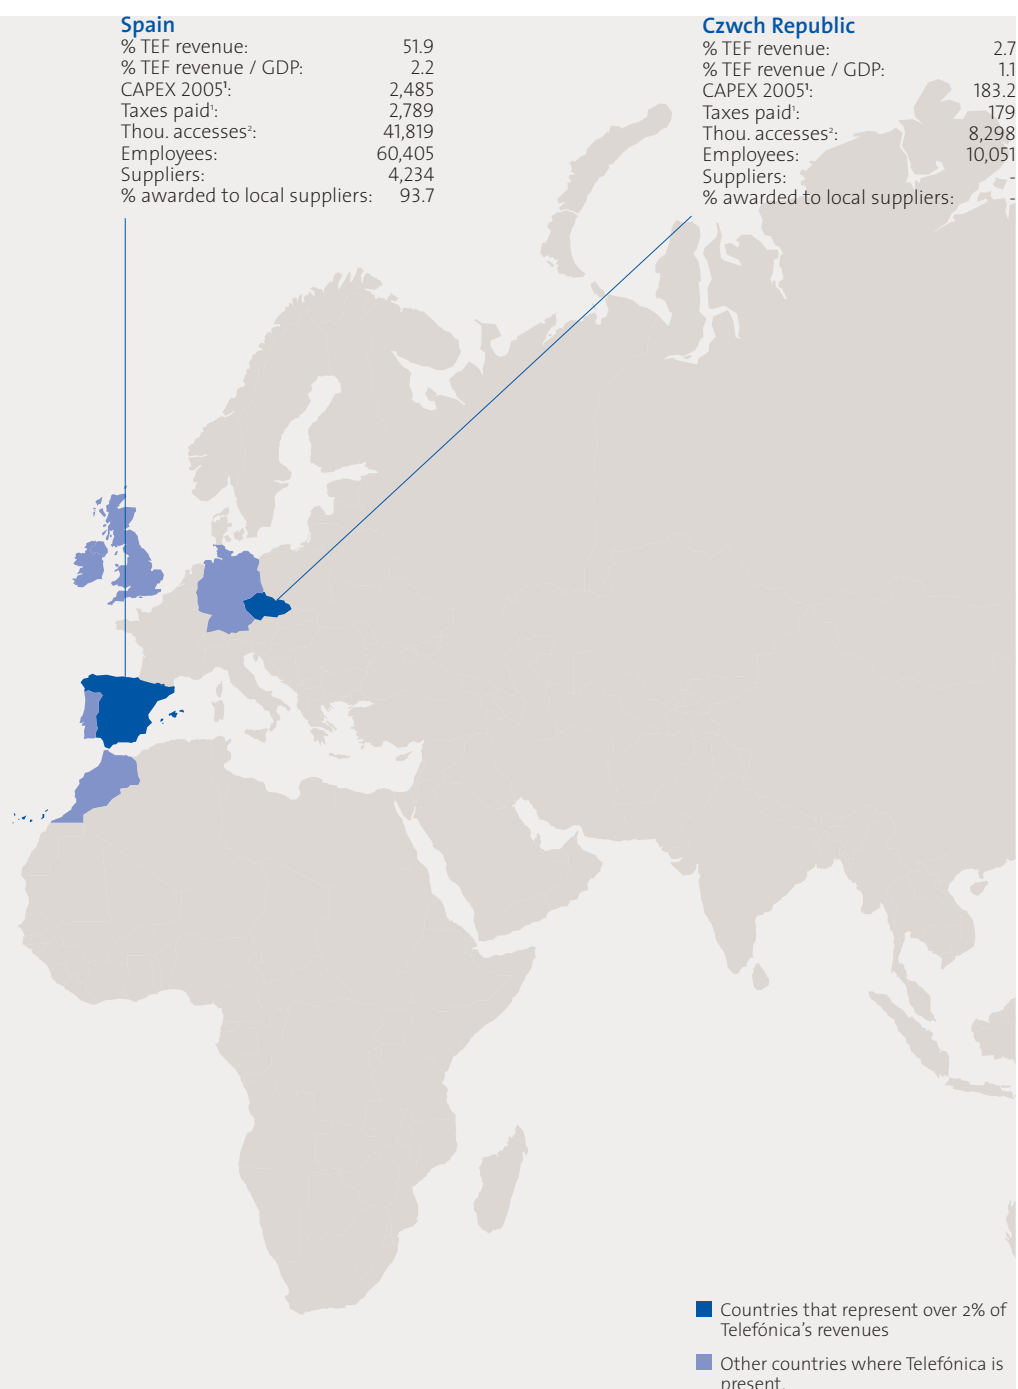 Spain
% TEF revenue: 51.9
% TEF revenue / GDP: 2.2
CAPEX 2005¹: 2,485
Taxes paid¹: 2,789
Thou. accesses²: 41,819
Employees: 60,405
Suppliers: 4,234
% awarded to local suppliers: 93.7
Czwch Republic
% TEF revenue: 2.7
% TEF revenue / GDP: 1.1
CAPEX 2005¹: 183.2
Taxes paid¹: 179
Thou. accesses²: 8,298
Employees: 10,051
Suppliers: -
% awarded to local suppliers: -
Countries that represent over 2% of
Telefónica’s revenues
Other countries where Telefónica is
present.